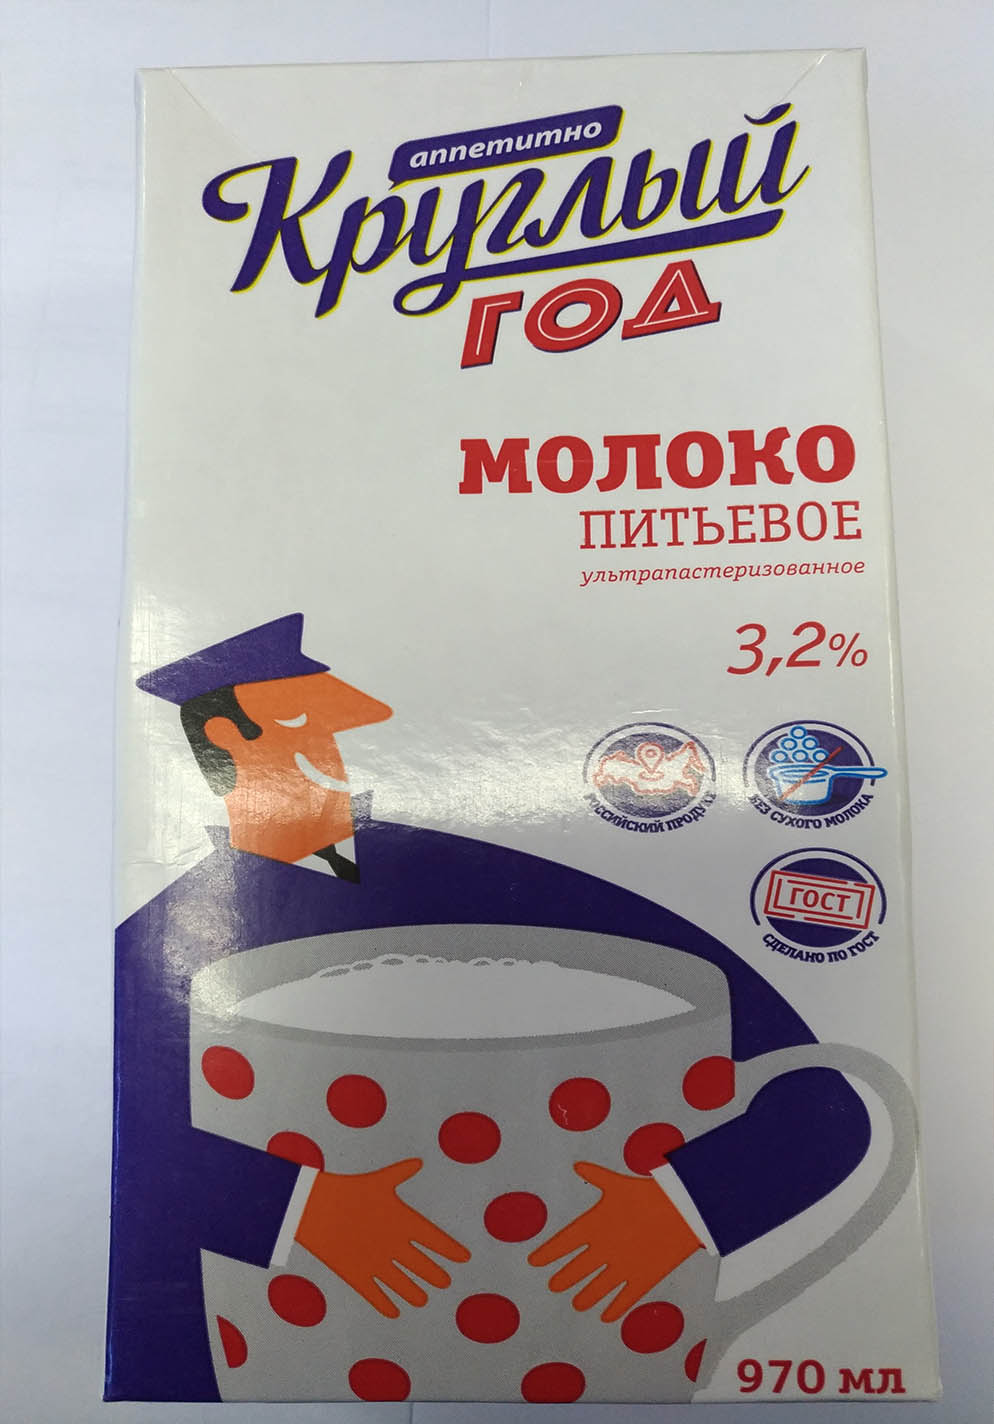 аппетитно
Круглый
ГОД
МОЛОКО
ПИТЬЕВОЕ
ультрапастеризованное
3,2%
РОССИЙСКИЙ ПРОДУКТ
БЕЗ СУХОГО МОЛОКА
ГОСТ
СДЕЛАНО ПО ГОСТ
970 мл